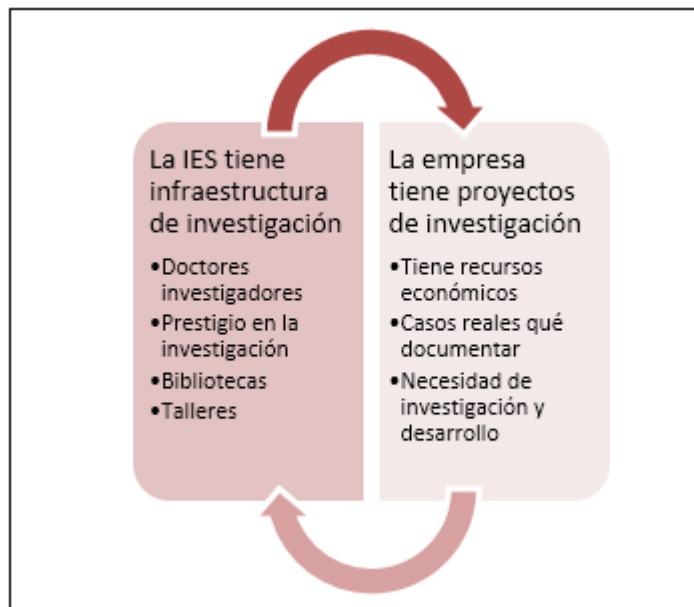 La IES tiene
infraestructura
de investigación
•Doctores
investigadores
•Prestigio en la
investigación
•Bibliotecas
•Talleres
La empresa
tiene proyectos
de investigación
•Tiene recursos
económicos
•Casos reales qué
documentar
•Necesidad de
investigación y
desarrollo